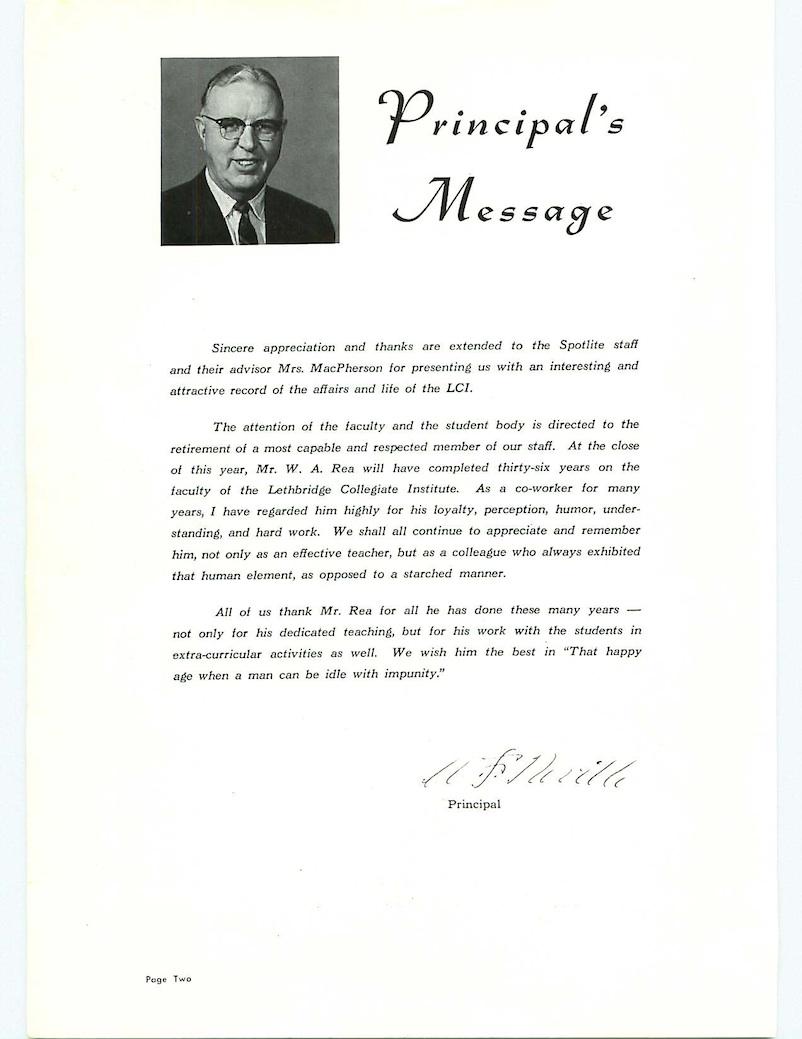 Principal's
Message
Sincere appreciation and thanks are extended to the Spotlite staff
and their advisor Mrs. MacPherson for presenting us with an interesting and
attractive record of the affairs and life of the LCI.
The attention of the faculty and the student body is directed to the
retirement of a most capable and respected member of our staff. At the close
of this year, Mr. W. A. Rea will have completed thirty-six years on the
faculty of the Lethbridge Collegiate Institute. As a co-worker for many
years, I have regarded him highly for his loyalty, perception, humor, under-
standing, and hard work. We shall all continue to appreciate and remember
him, not only as an effective teacher, but as a colleague who always exhibited
that human element, as opposed to a starched manner.
All of us thank Mr. Rea for all he has done these many years —
not only for his dedicated teaching, but for his work with the students in
extra-curricular activities as well. We wish him the best in “That happy
age when a man can be idle with impunity.”
Neville
Principal
Page Two